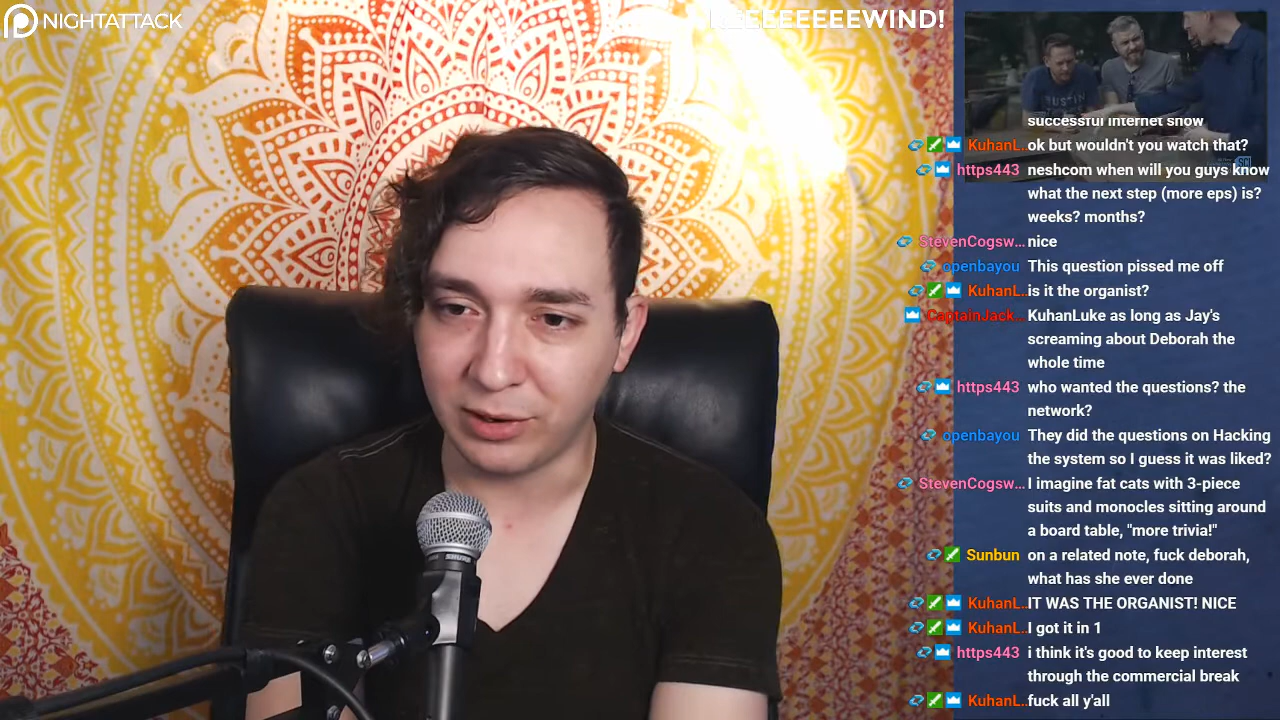 NIGHTATTACK
EEEEEEEWIND!
successful internet show
KuhanL.. ok but wouldn't you watch that?
https443 neshcom when will you guys know
what the next step (more eps) is?
weeks? months?
StevenCogsw... nice
openbayou This question pissed me off
KuhanL.. is it the organist?
CaptainJack... KuhanLuke as long as Jay's
screaming about Deborah the
whole time
https443 who wanted the questions? the
network?
openbayou They did the questions on Hacking
the system so I guess it was liked?
StevenCogsw... I imagine fat cats with 3-piece
suits and monocles sitting around
a board table, "more trivia!"
Sunbun on a related note, fuck deborah,
what has she ever done
KuhanL.. IT WAS THE ORGANIST! NICE
KuhanL.. I got it in 1
https443 i think it's good to keep interest
through the commercial break
KuhanL.. fuck all y'all
SHURE